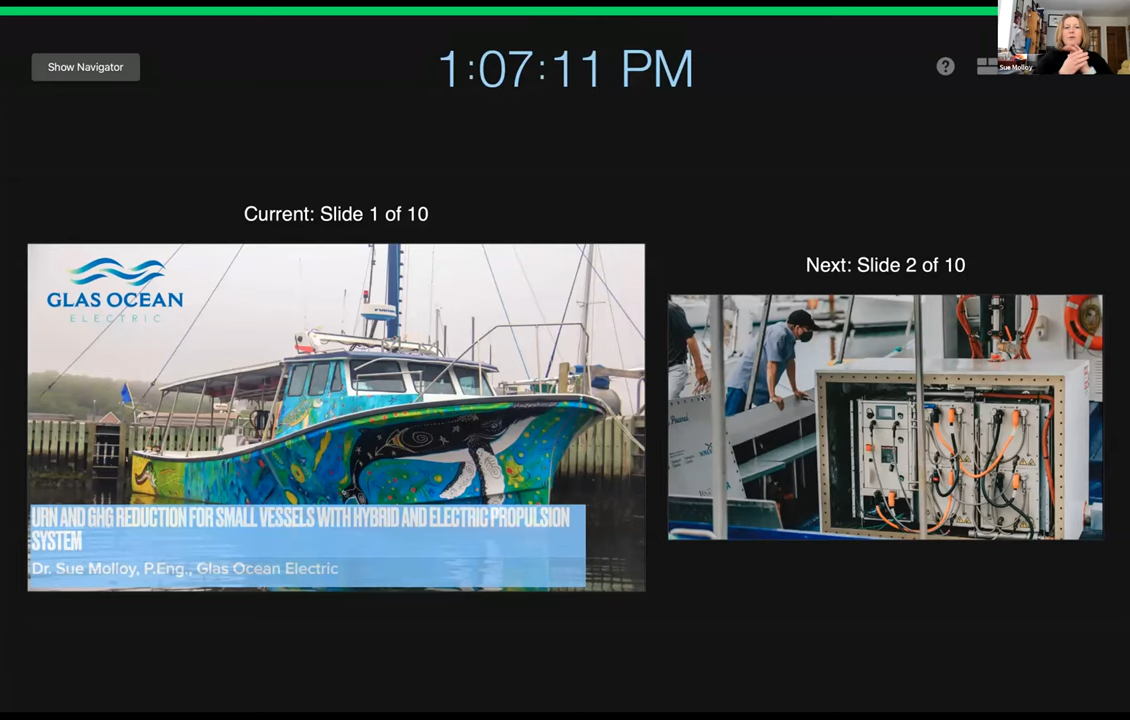 Show Navigator
1:07:11 PM
?
Sue Molloy
Current: Slide 1 of 10
Next: Slide 2 of 10
GLAS OCEAN
ELECTRIC
URN AND GHG REDUCTION FOR SMALL VESSELS WITH HYBRID AND ELECTRIC PROPULSION
SYSTEM
Dr. Sue Molloy, P.Eng., Glas Ocean Electric